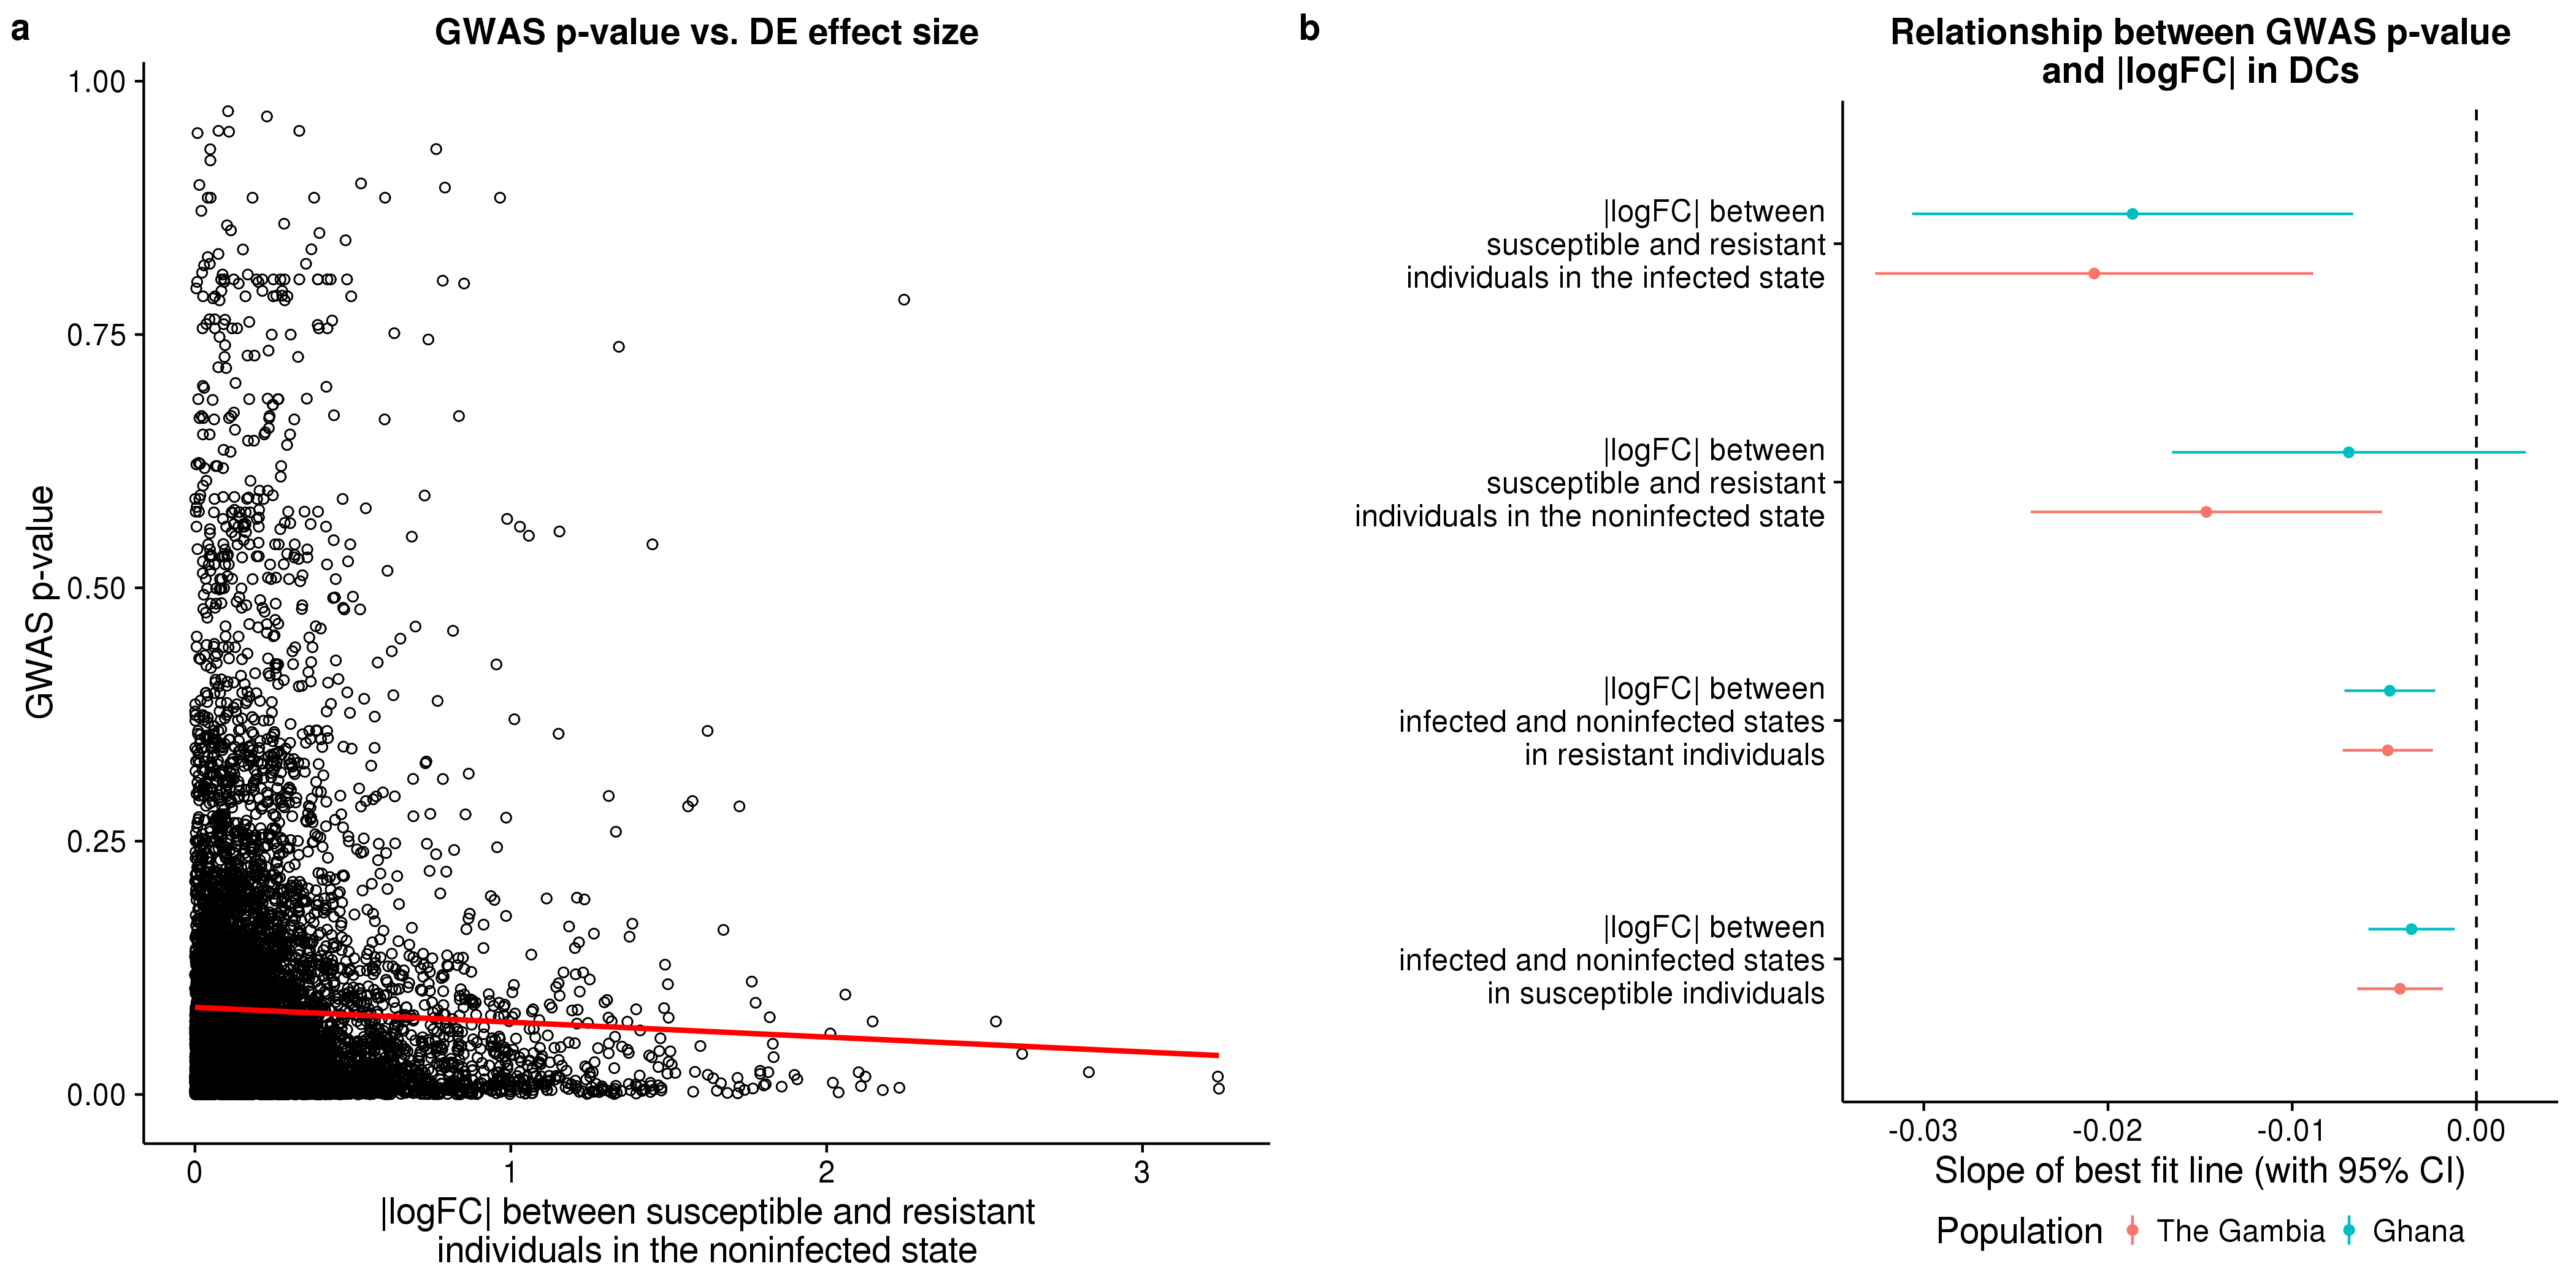 a
GWAS p-value vs. DE effect size
GWAS p-value
1.00
0.75
0.50
0.25
0.00
0
1
2
3
|logFC| between susceptible and resistant
individuals in the noninfected state
b
Relationship between GWAS p-value
and |logFC| in DCs
|logFC| between
susceptible and resistant
individuals in the infected state
|logFC| between
susceptible and resistant
individuals in the noninfected state
|logFC| between
infected and noninfected states
in resistant individuals
|logFC| between
infected and noninfected states
in susceptible individuals
-0.03
-0.02
-0.01
0.00
Slope of best fit line (with 95% CI)
Population The Gambia Ghana